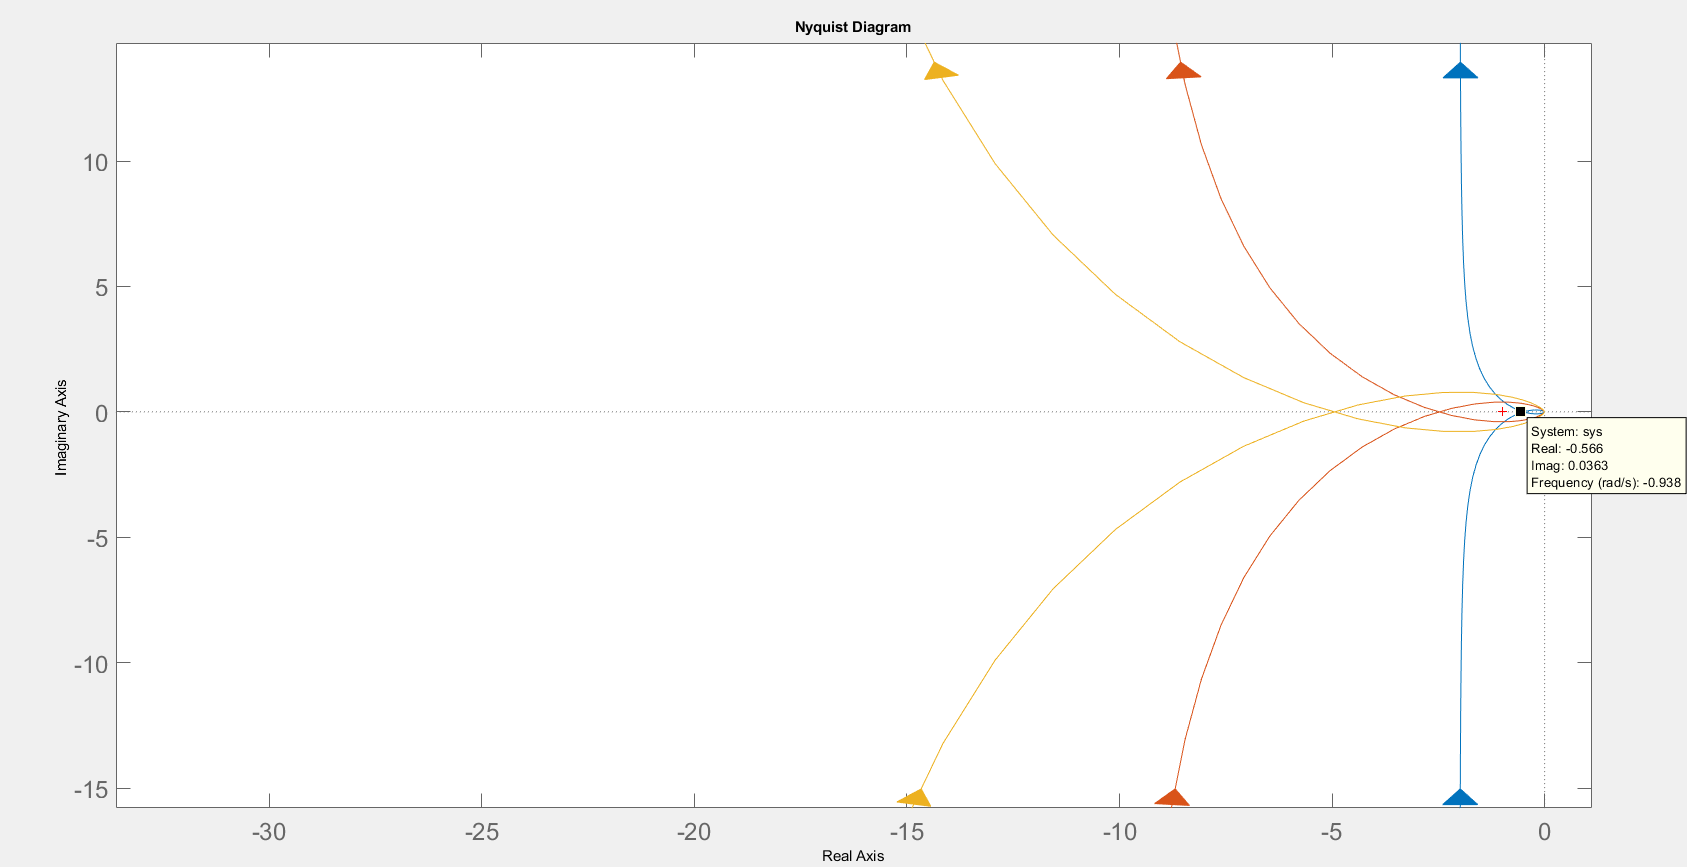 Nyquist Diagram
10
5
0
-5
-10
-15
Imaginary Axis
System: sys
Real: -0.566
Imag: 0.0363
Frequency (rad/s): -0.938
-30
-25
-20
-15
-10
-5
0
Real Axis